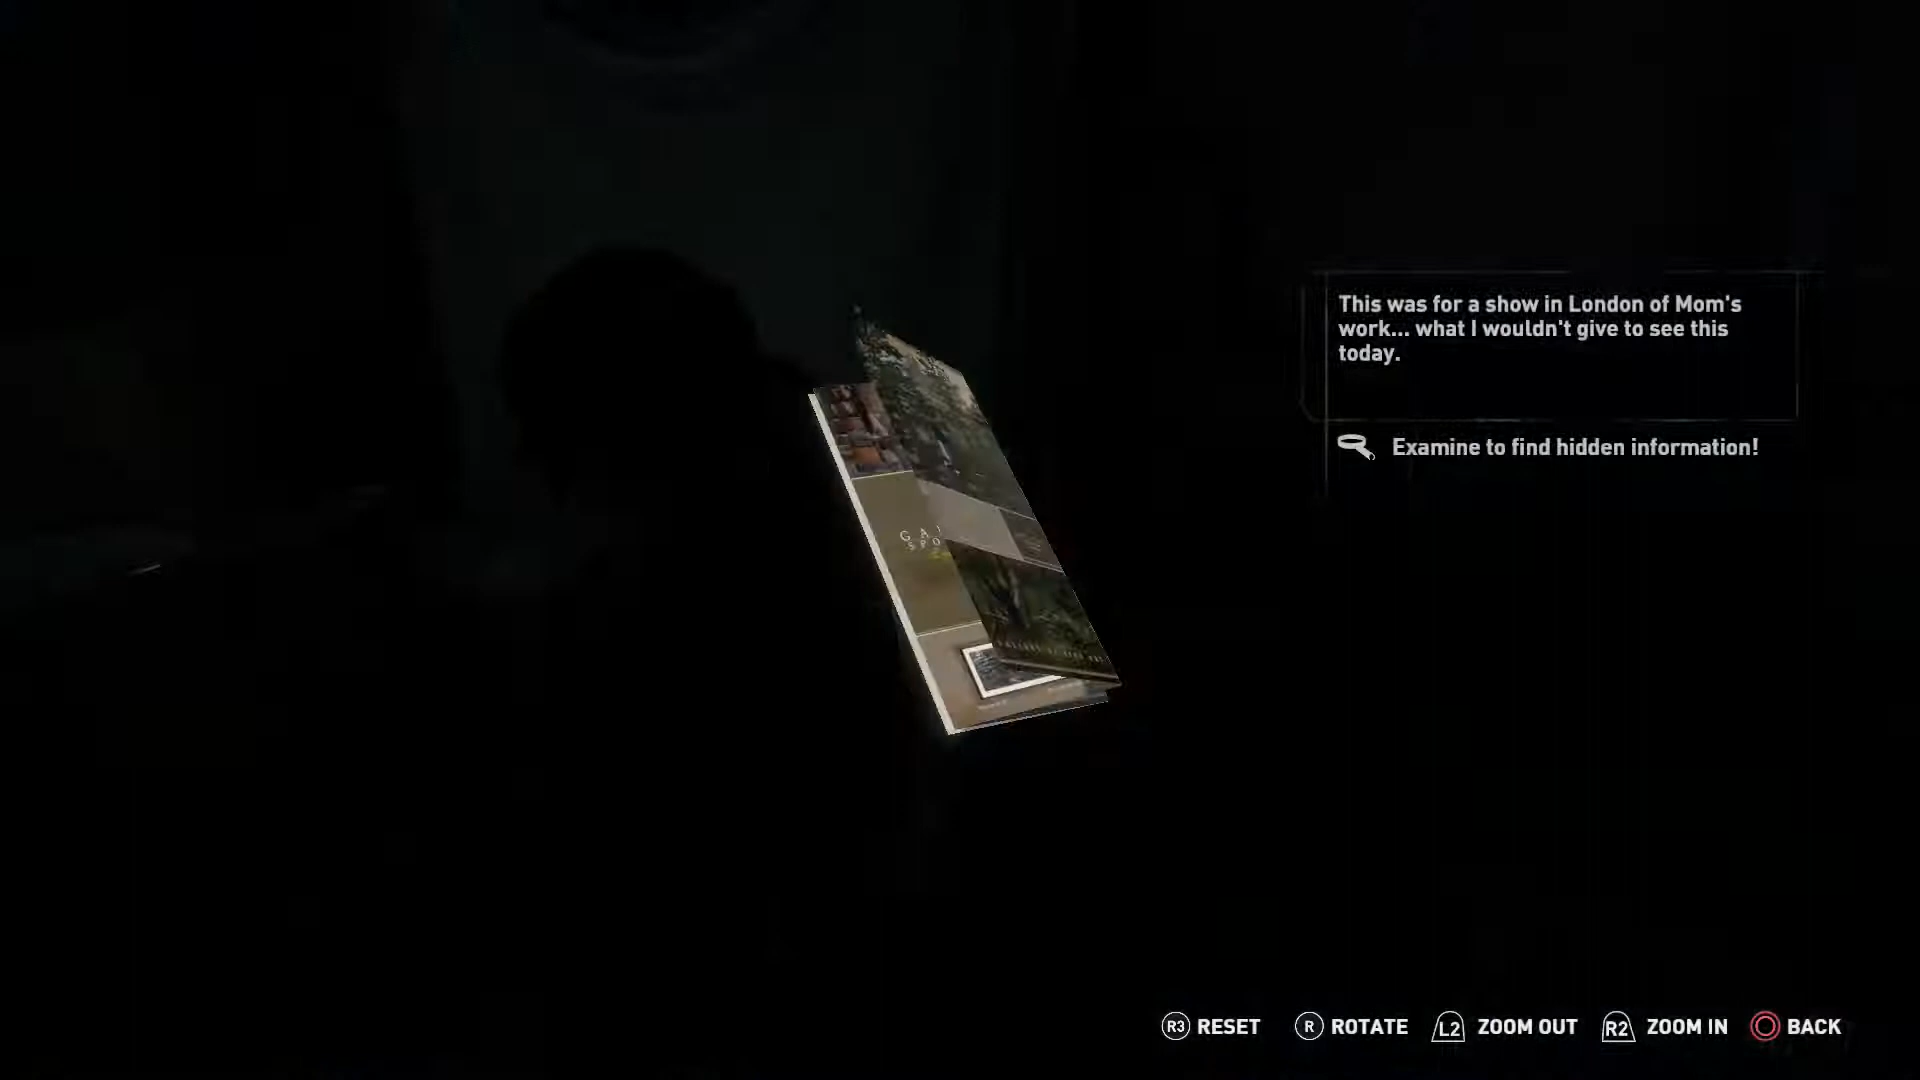 This was for a show in London of Mom's
work... what I wouldn't give to see this
today.
Examine to find hidden information!
R3 RESET
R ROTATE
L2 ZOOM OUT
R2 ZOOM IN
BACK